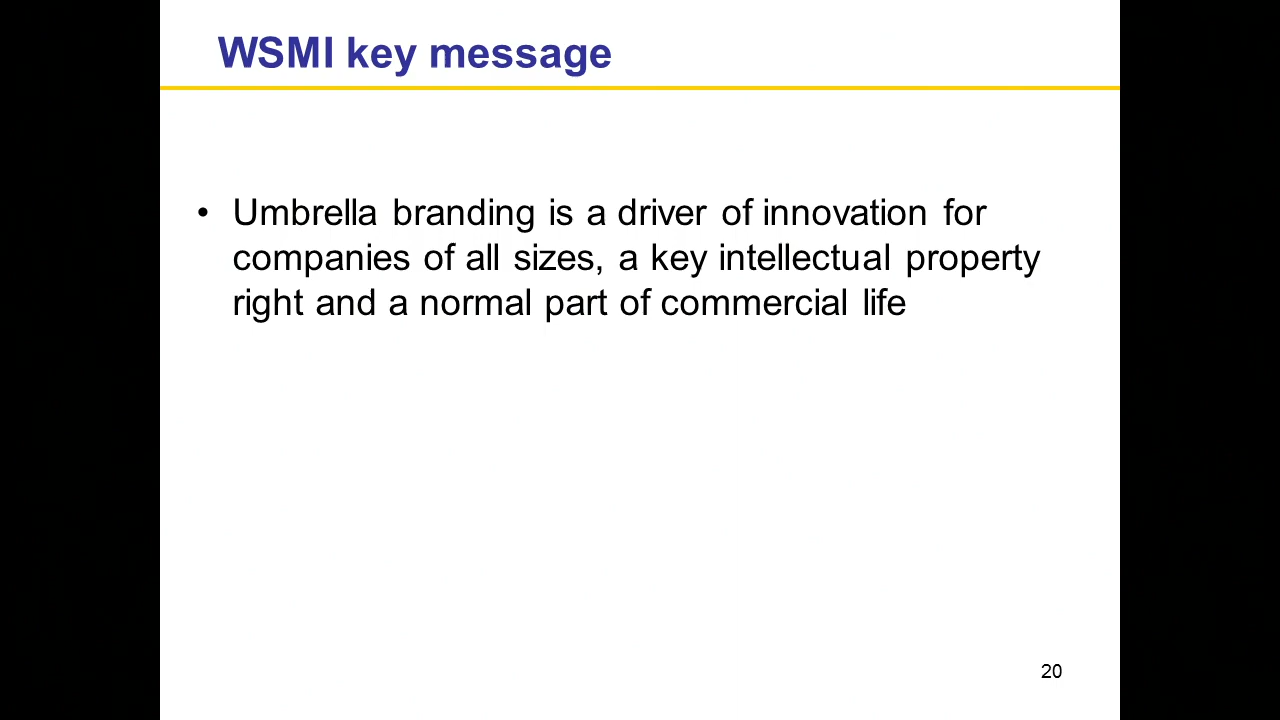 WSMI key message
• Umbrella branding is a driver of innovation for
companies of all sizes, a key intellectual property
right and a normal part of commercial life
20